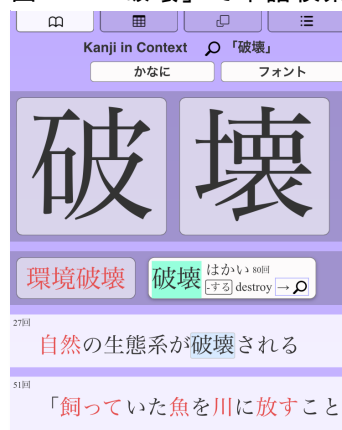 Kanji in Context 「破壊」
かなに フォント
破壊
環境破壊 破壊 はかい 80回
-する destroy →
27回
自然の生態系が破壊される
51回
「飼っていた魚を川に放すこと